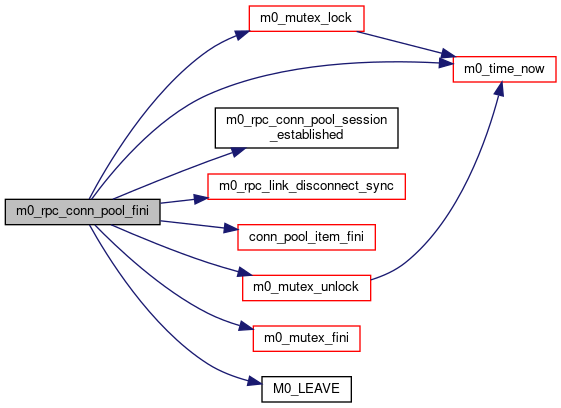 m0_mutex_lock
m0_time_now
m0_rpc_conn_pool_session
_established
m0_rpc_link_disconnect_sync
m0_rpc_conn_pool_fini
conn_pool_item_fini
m0_mutex_unlock
m0_mutex_fini
M0_LEAVE